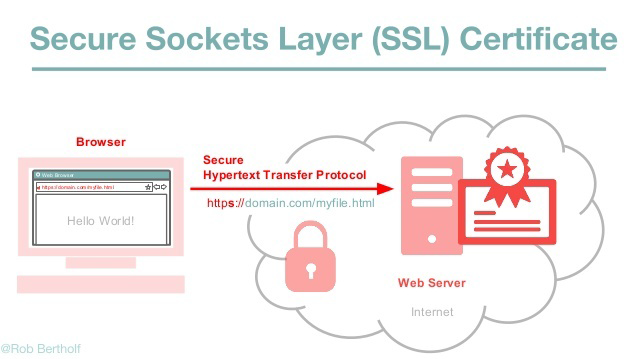 Secure Sockets Layer (SSL) Certificate
Browser
Web Browser
https://domain.com/myfile.html
Hello World!
Secure
Hypertext Transfer Protocol
https://domain.com/myfile.html
Web Server
Internet
@Rob Bertholf